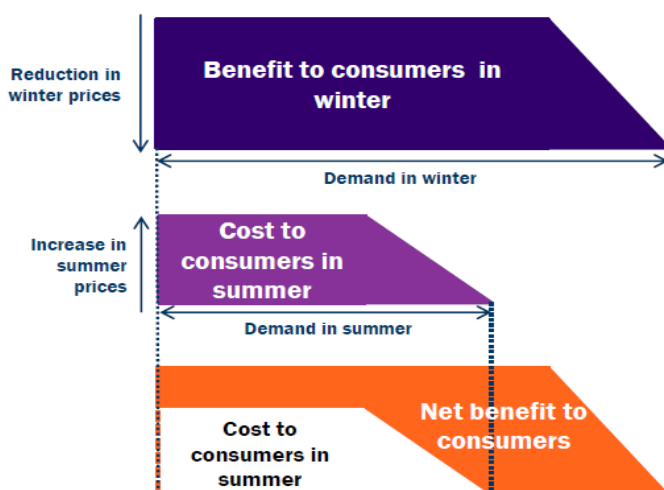 Reduction in
winter prices
Benefit to consumers in
winter
Demand in winter
Increase in
summer
prices
Cost to
consumers in
summer
Demand in summer
Net benefit to
consumers
Cost to
consumers in
summer